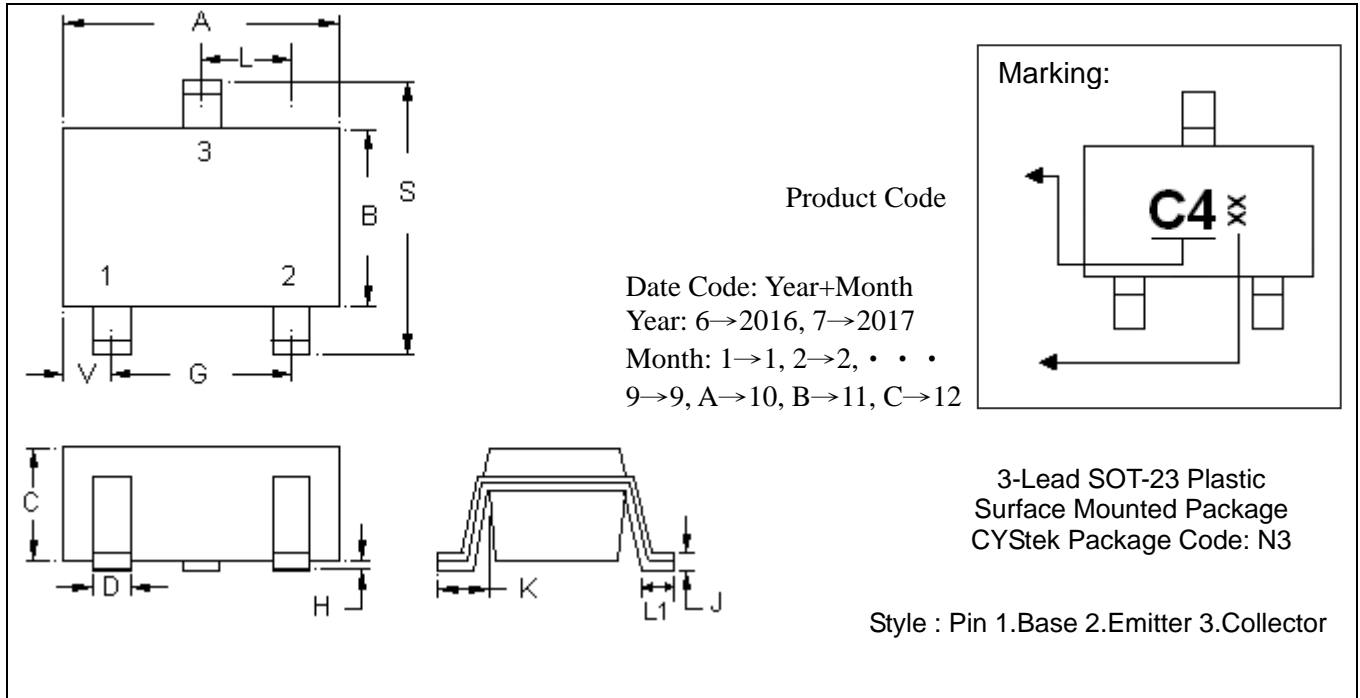 A
L
3
S
B
1
2
V
G
Marking:
C4
XX
Product Code
Date Code: Year+Month
Year: 6→2016, 7→2017
Month: 1→1, 2→2, ・・・
9→9, A→10, B→11, C→12
C
D
H
K
L1
J
3-Lead SOT-23 Plastic
Surface Mounted Package
CYStek Package Code: N3
Style : Pin 1.Base 2.Emitter 3.Collector